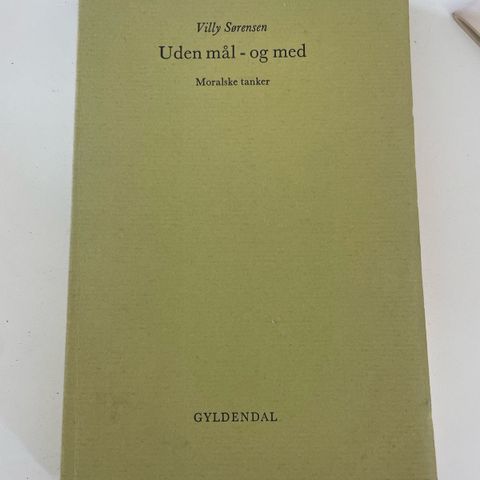 Villy Sørensen
Uden mål - og med
Moralske tanker
GYLDENDAL